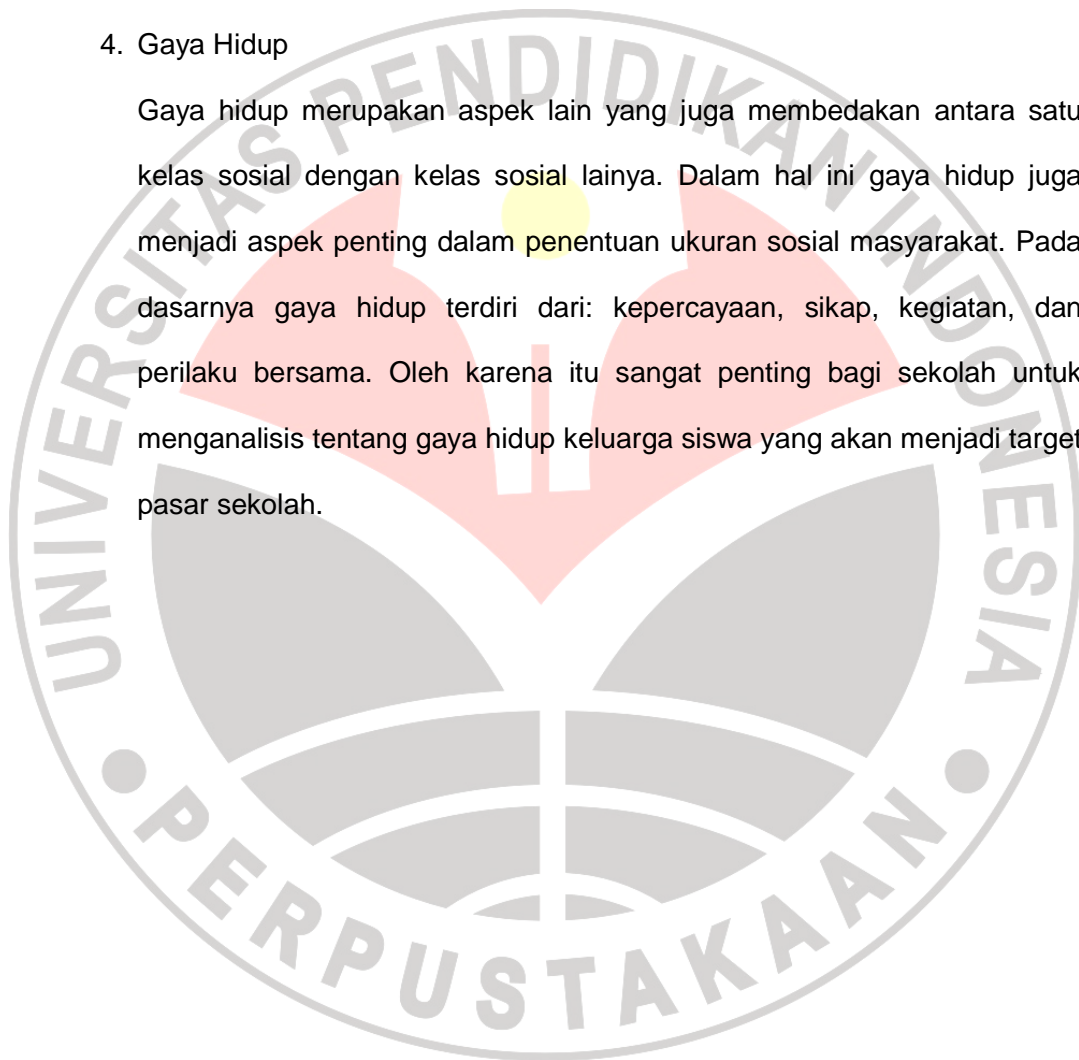 4. Gaya Hidup
Gaya hidup merupakan aspek lain yang juga membedakan antara satu
kelas sosial dengan kelas sosial lainya. Dalam hal ini gaya hidup juga
menjadi aspek penting dalam penentuan ukuran sosial masyarakat. Pada
dasarnya gaya hidup terdiri dari: kepercayaan, sikap, kegiatan, dan
perilaku bersama. Oleh karena itu sangat penting bagi sekolah untuk
menganalisis tentang gaya hidup keluarga siswa yang akan menjadi target
pasar sekolah.
UNIVERSITAS PENDIDIKAN INDONESIA
PERPUSTAKAAN